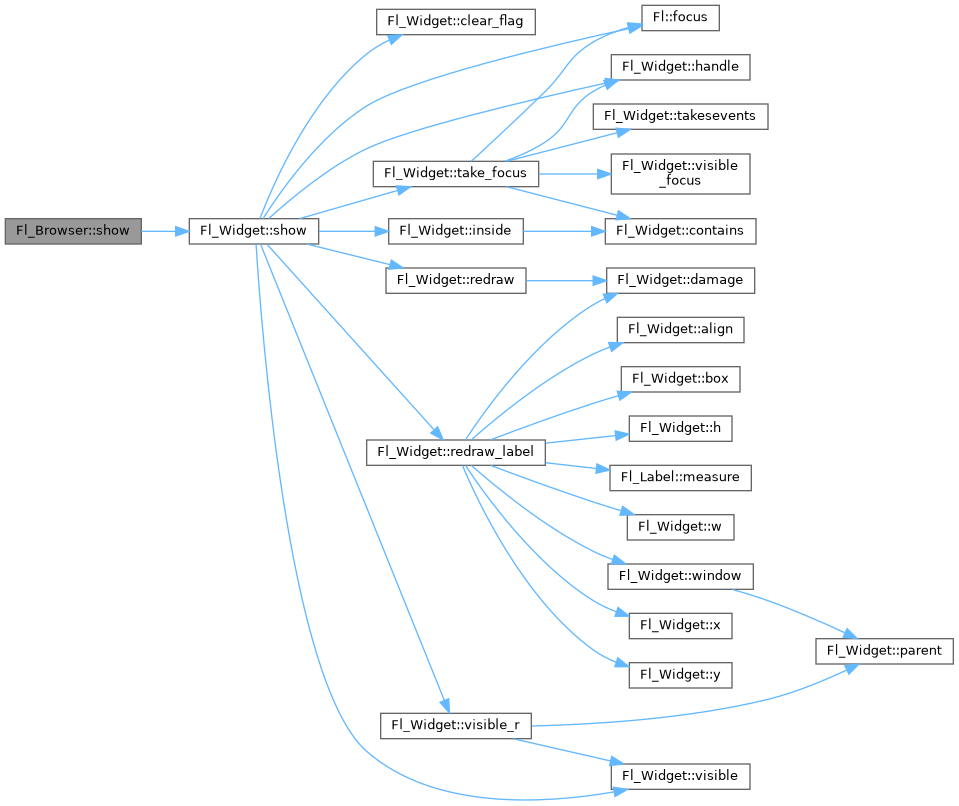 Fl_Browser::show
Fl_Widget::show
Fl_Widget::clear_flag
Fl::focus
Fl_Widget::handle
Fl_Widget::takesevents
Fl_Widget::take_focus
Fl_Widget::visible
_focus
Fl_Widget::inside
Fl_Widget::contains
Fl_Widget::redraw
Fl_Widget::damage
Fl_Widget::align
Fl_Widget::box
Fl_Widget::h
Fl_Widget::redraw_label
Fl_Label::measure
Fl_Widget::w
Fl_Widget::window
Fl_Widget::x
Fl_Widget::parent
Fl_Widget::y
Fl_Widget::visible_r
Fl_Widget::visible